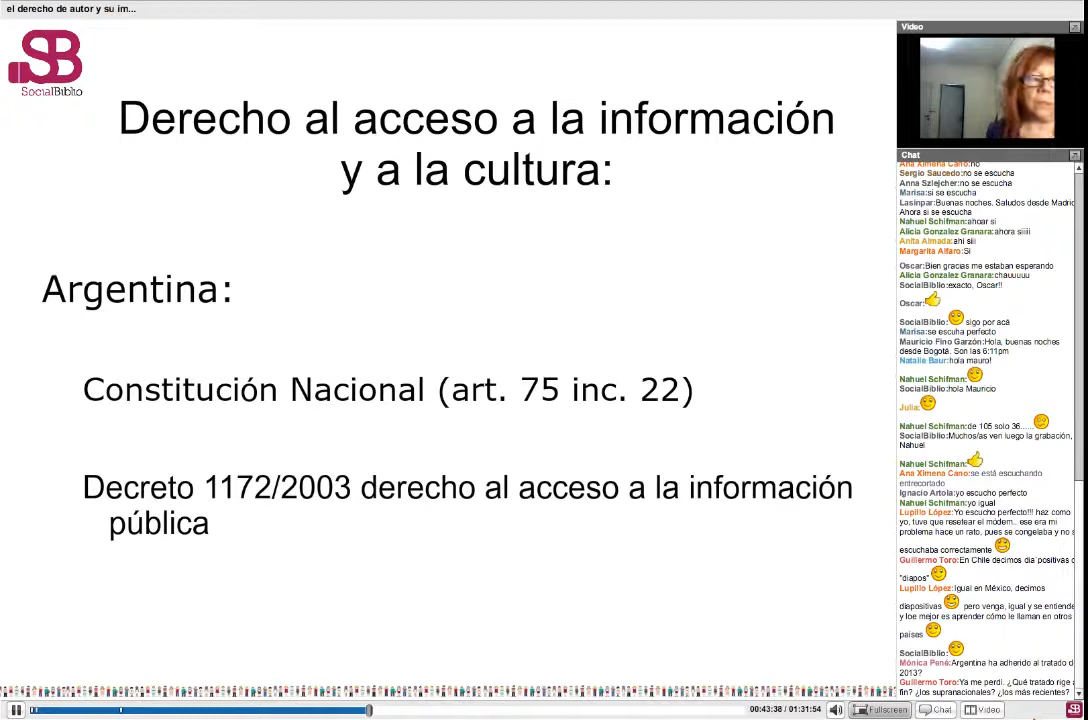 el derecho de autor y su im...
SB
SocialBiblio
Derecho al acceso a la información
y a la cultura:
Argentina:
Constitución Nacional (art. 75 inc. 22)
Decreto 1172/2003 derecho al acceso a la información
pública
Video
Chat
Ana Ximena Cano:no
Sergio Saucedo:no se escucha
Anna Szlejcher:no se escucha
Marisa:si se escucha
Lasinpar:Buenas noches. Saludos desde Madrid
Ahora si se escucha
Nahuel Schifman:ahoar si
Alicia Gonzalez Granara:ahora siiiii
Anita Almada:ahi siii
Margarita Alfaro:Si
Oscar:Bien gracias me estaban esperando
Alicia Gonzalez Granara:chauuuuu
SocialBiblio:exacto, Oscar!!
Oscar:
SocialBiblio: sigo por acá
Marisa:se escuha perfecto
Mauricio Fino Garzón:Hola, buenas noches
desde Bogotá. Son las 6:11pm
Natalie Baur:hola mauro!
Nahuel Schifman:
SocialBiblio:hola Mauricio
Julia:
Nahuel Schifman:de 105 solo 36......
SocialBiblio:Muchos/as ven luego la grabación,
Nahuel
Nahuel Schifman:
Ana Ximena Cano:se está escuchando
entrecortado
Ignacio Artola:yo escucho perfecto
Nahuel Schifman:yo igual
Lupillo López:Yo escucho perfecto!!! haz como
yo, tuve que resetear el módem.. ese era mi
problema hace un rato, pues se congelaba y no s
escuchaba correctamente
Guillermo Toro:En Chile decimos dia´positivas o
"diapos"
Lupillo López:Igual en México, decimos
diapositivas pero venga, igual y se entiende
y loe mejor es aprender cómo le llaman en otros
países
SocialBiblio:
Mónica Pené:Argentina ha adherido al tratado d
2013?
Guillermo Toro:Ya me perdí. ¿Qué tratado rige a
fin? ¿los supranacionales? ¿los más recientes?
00:43:38 / 01:31:54
Fullscreen
Chat
Video
SB